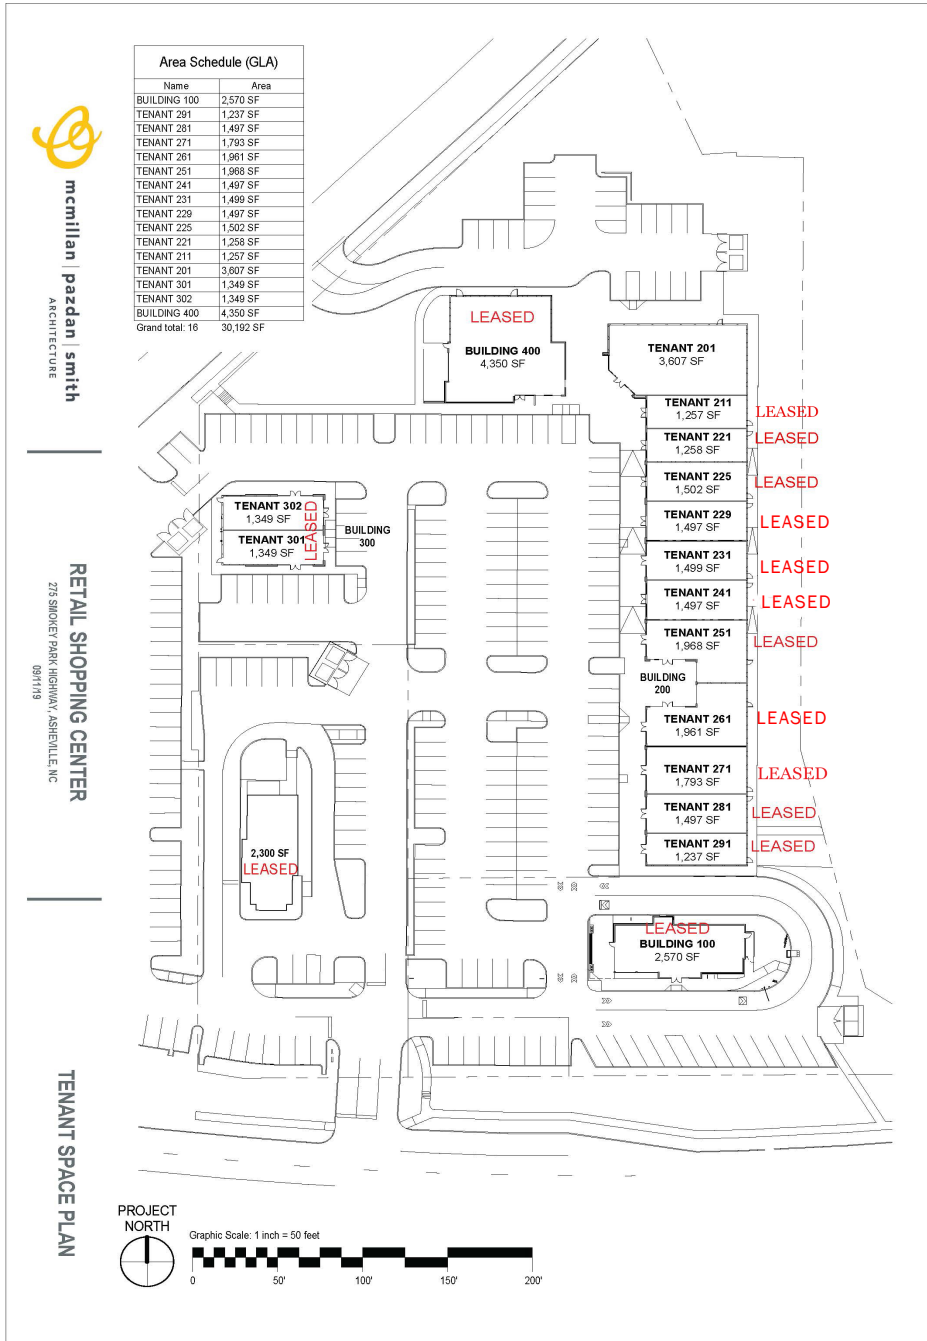 Area Schedule (GLA)
Name Area
BUILDING 100 2,570 SF
TENANT 291 1,237 SF
TENANT 281 1,497 SF
TENANT 271 1,793 SF
TENANT 261 1,961 SF
TENANT 251 1,968 SF
TENANT 241 1,497 SF
TENANT 231 1,499 SF
TENANT 229 1,497 SF
TENANT 225 1,502 SF
TENANT 221 1,258 SF
TENANT 211 1,257 SF
TENANT 201 3,607 SF
TENANT 301 1,349 SF
TENANT 302 1,349 SF
BUILDING 400 4,350 SF
Grand total: 16 30,192 SF
mcmillan | pazdan | smith
ARCHITECTURE
RETAIL SHOPPING CENTER
275 SMOKEY PARK HIGHWAY, ASHEVILLE, NC
09/11/19
TENANT SPACE PLAN
LEASED
BUILDING 400
4,350 SF
TENANT 201
3,607 SF
TENANT 211
1,257 SF
LEASED
TENANT 221
1,258 SF
LEASED
TENANT 225
1,502 SF
LEASED
TENANT 229
1,497 SF
LEASED
TENANT 231
1,499 SF
LEASED
TENANT 241
1,497 SF
LEASED
TENANT 251
1,968 SF
LEASED
BUILDING
200
TENANT 261
1,961 SF
LEASED
TENANT 271
1,793 SF
LEASED
TENANT 281
1,497 SF
LEASED
TENANT 291
1,237 SF
LEASED
TENANT 302
1,349 SF
TENANT 301
1,349 SF
LEASED
BUILDING
300
2,300 SF
LEASED
LEASED
BUILDING 100
2,570 SF
PROJECT
NORTH
Graphic Scale: 1 inch = 50 feet
0 50' 100' 150' 200'